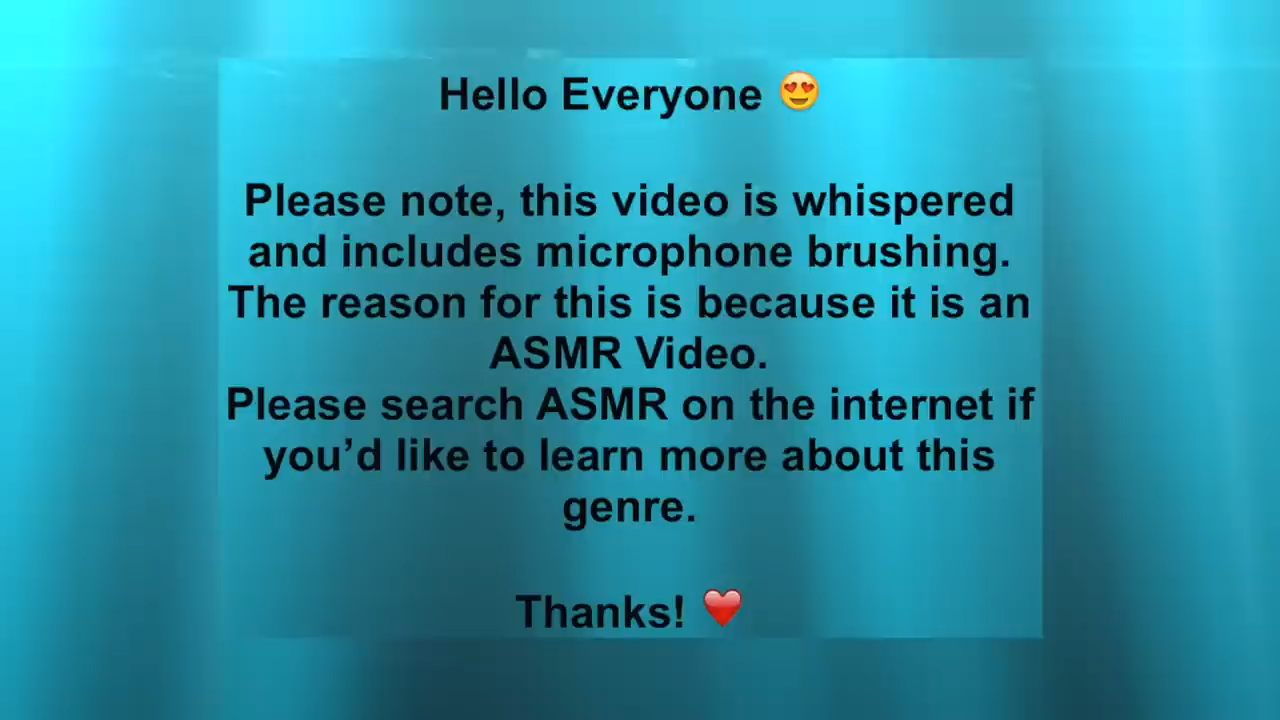 Hello Everyone 😍
Please note, this video is whispered
and includes microphone brushing.
The reason for this is because it is an
ASMR Video.
Please search ASMR on the internet if
you’d like to learn more about this
genre.
Thanks! ❤️